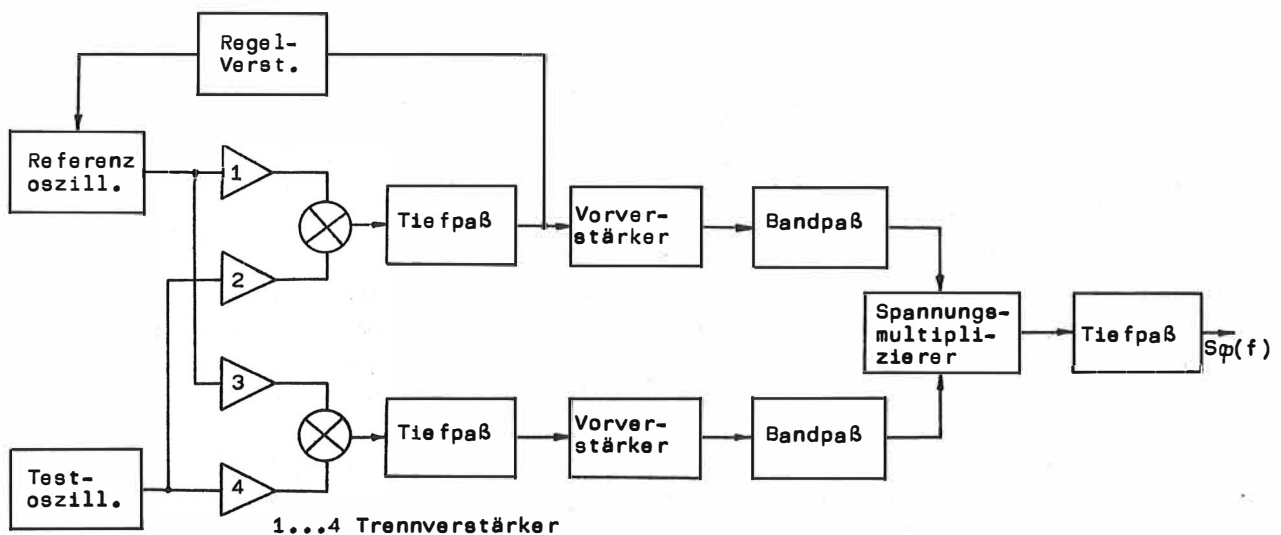 Regel-
Verst.
Referenz
oszill.
1
2
Tiefpaß
Vorver-
stärker
Bandpaß
Spannungs-
multipli-
zierer
Tiefpaß
Sφ(f)
3
4
Tiefpaß
Vorver-
stärker
Bandpaß
Test-
oszill.
1...4 Trennverstärker